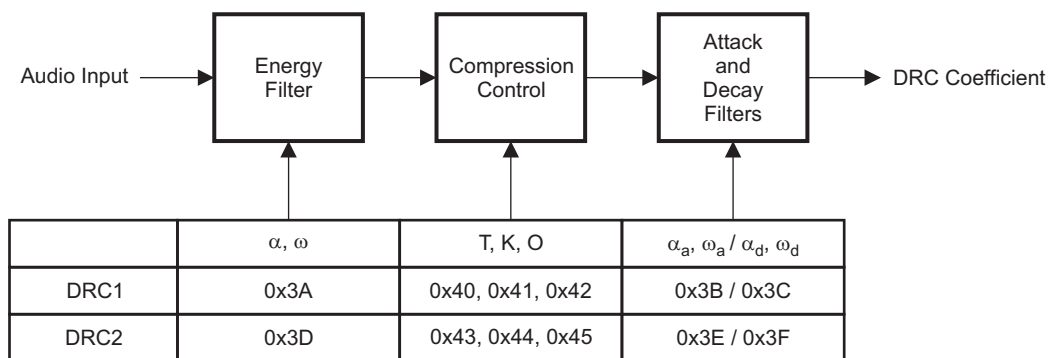 Audio Input
Energy
Filter
Compression
Control
Attack
and
Decay
Filters
DRC Coefficient
α, ω
T, K, O
αa, ωa / αd, ωd
DRC1
0x3A
0x40, 0x41, 0x42
0x3B / 0x3C
DRC2
0x3D
0x43, 0x44, 0x45
0x3E / 0x3F